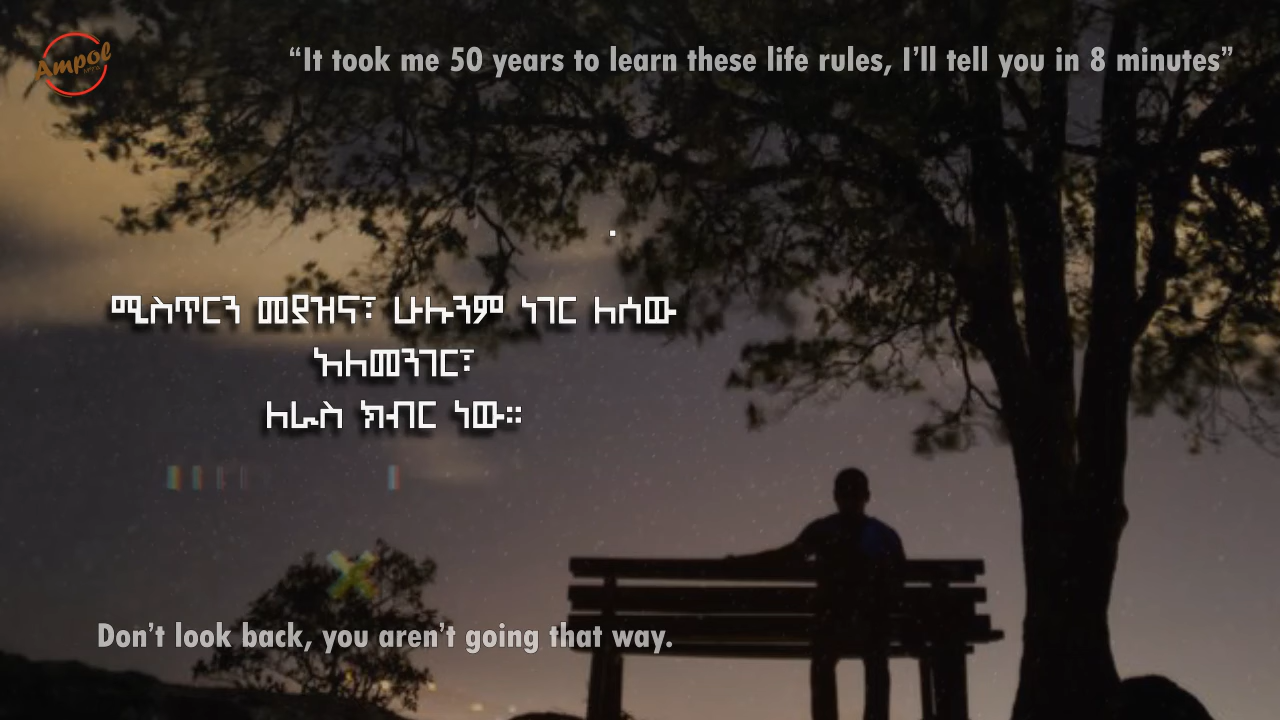 Ampol
“It took me 50 years to learn these life rules, I’ll tell you in 8 minutes”
ሚስጥርን መያዝና፣ ሁሉንም ነገር ለሰው
አለመንገር፣
ለራስ ክብር ነው።
Don’t look back, you aren’t going that way.